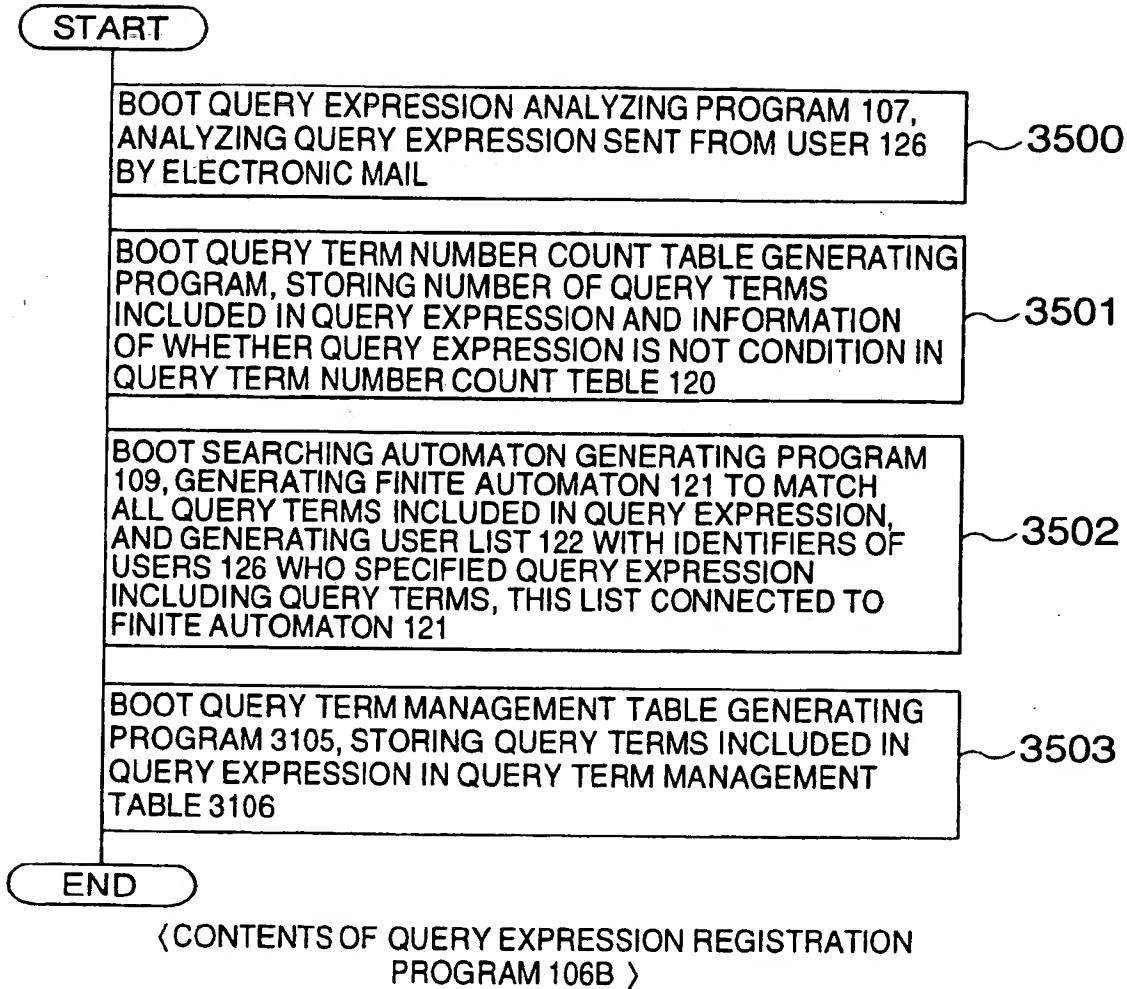 START
BOOT QUERY EXPRESSION ANALYZING PROGRAM 107,
ANALYZING QUERY EXPRESSION SENT FROM USER 126
BY ELECTRONIC MAIL
3500
BOOT QUERY TERM NUMBER COUNT TABLE GENERATING
PROGRAM, STORING NUMBER OF QUERY TERMS
INCLUDED IN QUERY EXPRESSION AND INFORMATION
OF WHETHER QUERY EXPRESSION IS NOT CONDITION IN
QUERY TERM NUMBER COUNT TEBLE 120
3501
BOOT SEARCHING AUTOMATON GENERATING PROGRAM
109, GENERATING FINITE AUTOMATON 121 TO MATCH
ALL QUERY TERMS INCLUDED IN QUERY EXPRESSION,
AND GENERATING USER LIST 122 WITH IDENTIFIERS OF
USERS 126 WHO SPECIFIED QUERY EXPRESSION
INCLUDING QUERY TERMS, THIS LIST CONNECTED TO
FINITE AUTOMATON 121
3502
BOOT QUERY TERM MANAGEMENT TABLE GENERATING
PROGRAM 3105, STORING QUERY TERMS INCLUDED IN
QUERY EXPRESSION IN QUERY TERM MANAGEMENT
TABLE 3106
3503
END
〈CONTENTS OF QUERY EXPRESSION REGISTRATION
PROGRAM 106B 〉